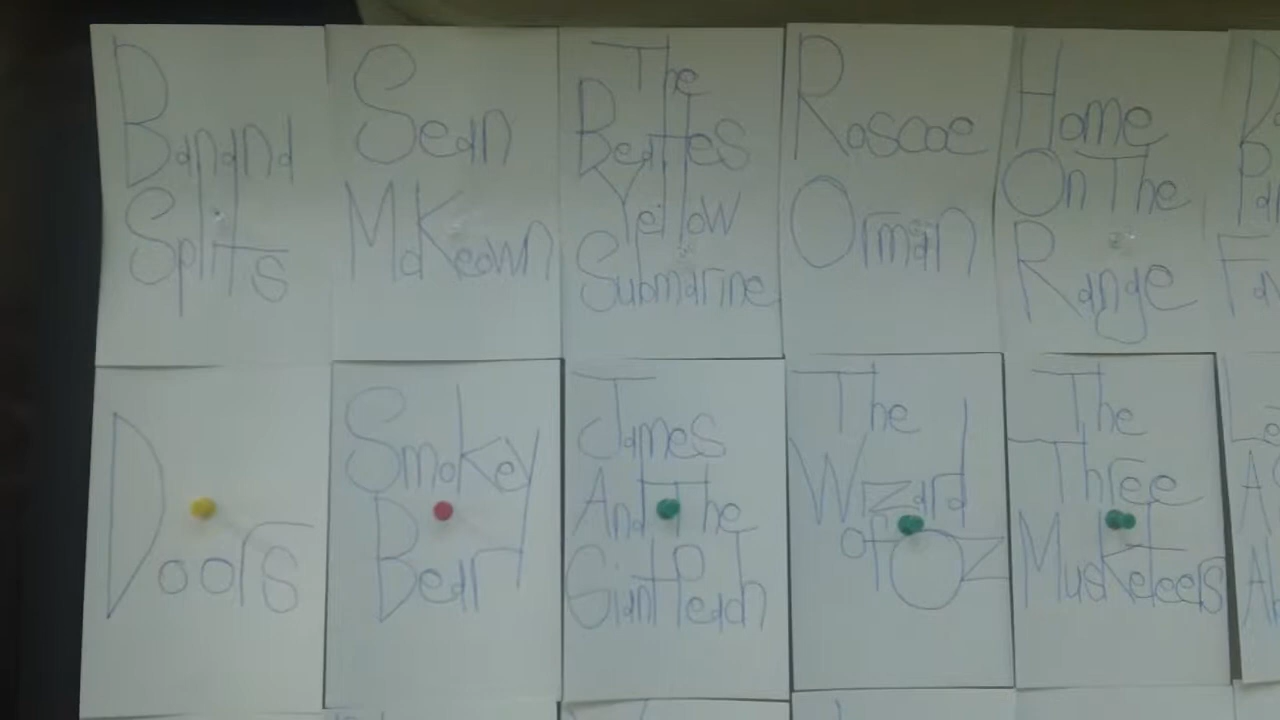 Banana
Splits
Sean
McKeown
The
Beatles
Yellow
Submarine
Roscoe
Orman
Home
On The
Range
Doors
Smokey
Bear
James
And The
Giant Peach
The
Wizard
of Oz
The
Three
Musketeers